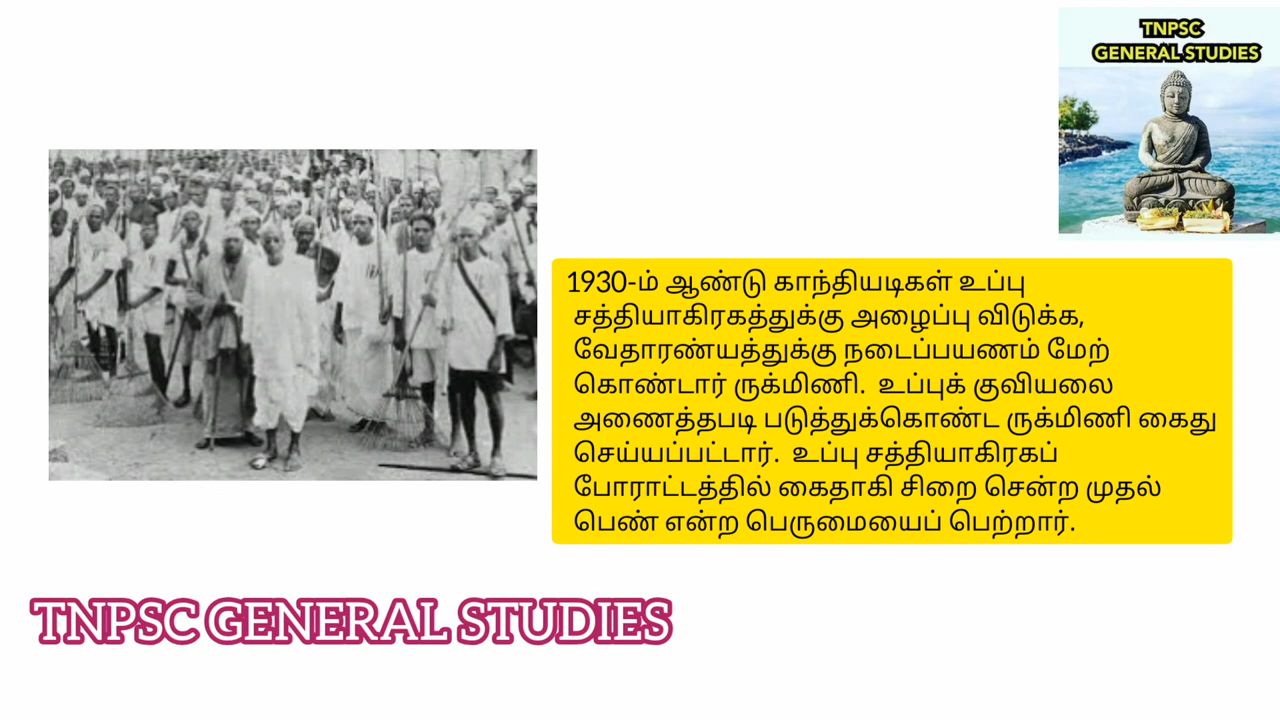 TNPSC
GENERAL STUDIES
1930-ம் ஆண்டு காந்தியடிகள் உப்பு
சத்தியாகிரகத்துக்கு அழைப்பு விடுக்க,
வேதாரண்யத்துக்கு நடைப்பயணம் மேற்
கொண்டார் ருக்மிணி. உப்புக் குவியலை
அணைத்தபடி படுத்துக்கொண்ட ருக்மிணி கைது
செய்யப்பட்டார். உப்பு சத்தியாகிரகப்
போராட்டத்தில் கைதாகி சிறை சென்ற முதல்
பெண் என்ற பெருமையைப் பெற்றார்.
TNPSC GENERAL STUDIES